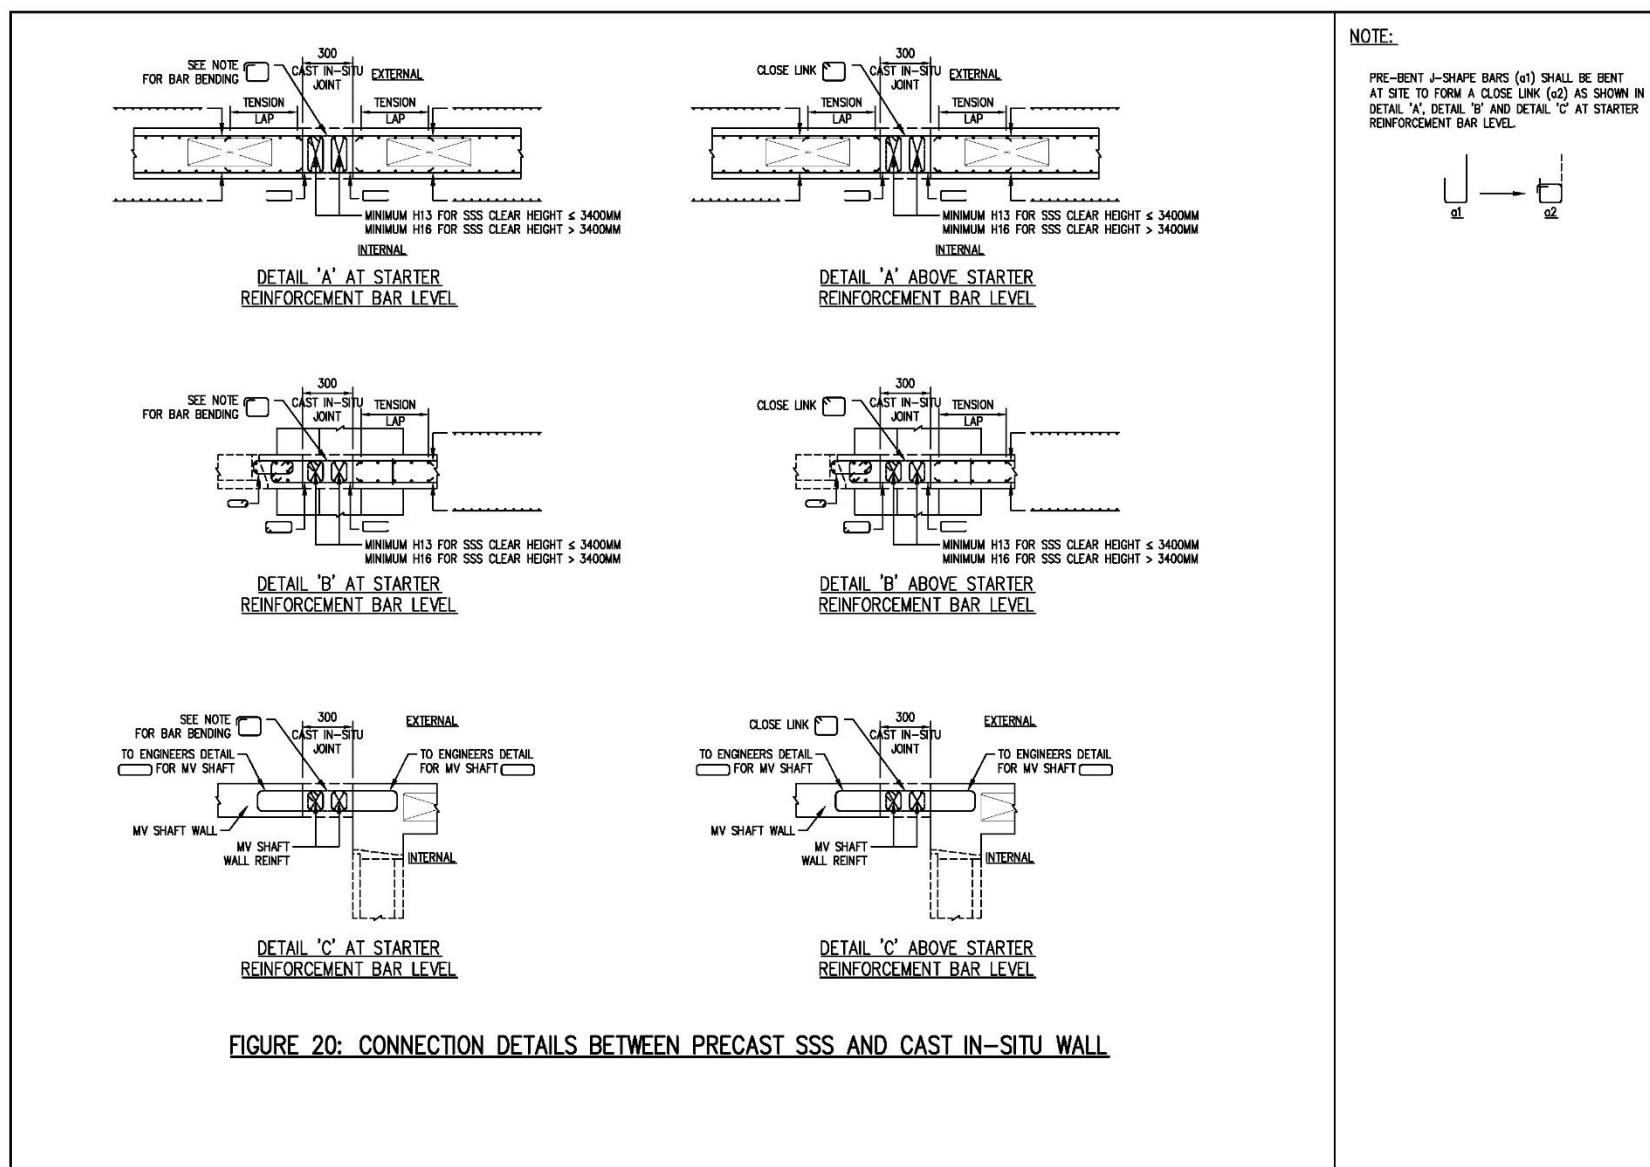 300
SEE NOTE
FOR BAR BENDING
CAST IN-SITU
JOINT
EXTERNAL
TENSION
LAP
TENSION
LAP
MINIMUM H13 FOR SSS CLEAR HEIGHT ≤ 3400MM
MINIMUM H16 FOR SSS CLEAR HEIGHT > 3400MM
INTERNAL
DETAIL 'A' AT STARTER
REINFORCEMENT BAR LEVEL
300
CLOSE LINK
CAST IN-SITU
JOINT
EXTERNAL
TENSION
LAP
TENSION
LAP
MINIMUM H13 FOR SSS CLEAR HEIGHT ≤ 3400MM
MINIMUM H16 FOR SSS CLEAR HEIGHT > 3400MM
INTERNAL
DETAIL 'A' ABOVE STARTER
REINFORCEMENT BAR LEVEL
300
SEE NOTE
FOR BAR BENDING
CAST IN-SITU
JOINT
TENSION
LAP
MINIMUM H13 FOR SSS CLEAR HEIGHT ≤ 3400MM
MINIMUM H16 FOR SSS CLEAR HEIGHT > 3400MM
DETAIL 'B' AT STARTER
REINFORCEMENT BAR LEVEL
300
CLOSE LINK
CAST IN-SITU
JOINT
TENSION
LAP
MINIMUM H13 FOR SSS CLEAR HEIGHT ≤ 3400MM
MINIMUM H16 FOR SSS CLEAR HEIGHT > 3400MM
DETAIL 'B' ABOVE STARTER
REINFORCEMENT BAR LEVEL
300
SEE NOTE
FOR BAR BENDING
CAST IN-SITU
JOINT
EXTERNAL
TO ENGINEERS DETAIL
FOR MV SHAFT
TO ENGINEERS DETAIL
FOR MV SHAFT
MV SHAFT WALL
MV SHAFT
WALL REINFT
INTERNAL
DETAIL 'C' AT STARTER
REINFORCEMENT BAR LEVEL
300
CLOSE LINK
CAST IN-SITU
JOINT
EXTERNAL
TO ENGINEERS DETAIL
FOR MV SHAFT
TO ENGINEERS DETAIL
FOR MV SHAFT
MV SHAFT WALL
MV SHAFT
WALL REINFT
INTERNAL
DETAIL 'C' ABOVE STARTER
REINFORCEMENT BAR LEVEL
FIGURE 20: CONNECTION DETAILS BETWEEN PRECAST SSS AND CAST IN-SITU WALL
NOTE:
PRE-BENT J-SHAPE BARS (a1) SHALL BE BENT
AT SITE TO FORM A CLOSE LINK (a2) AS SHOWN IN
DETAIL 'A', DETAIL 'B' AND DETAIL 'C' AT STARTER
REINFORCEMENT BAR LEVEL.
a1
a2